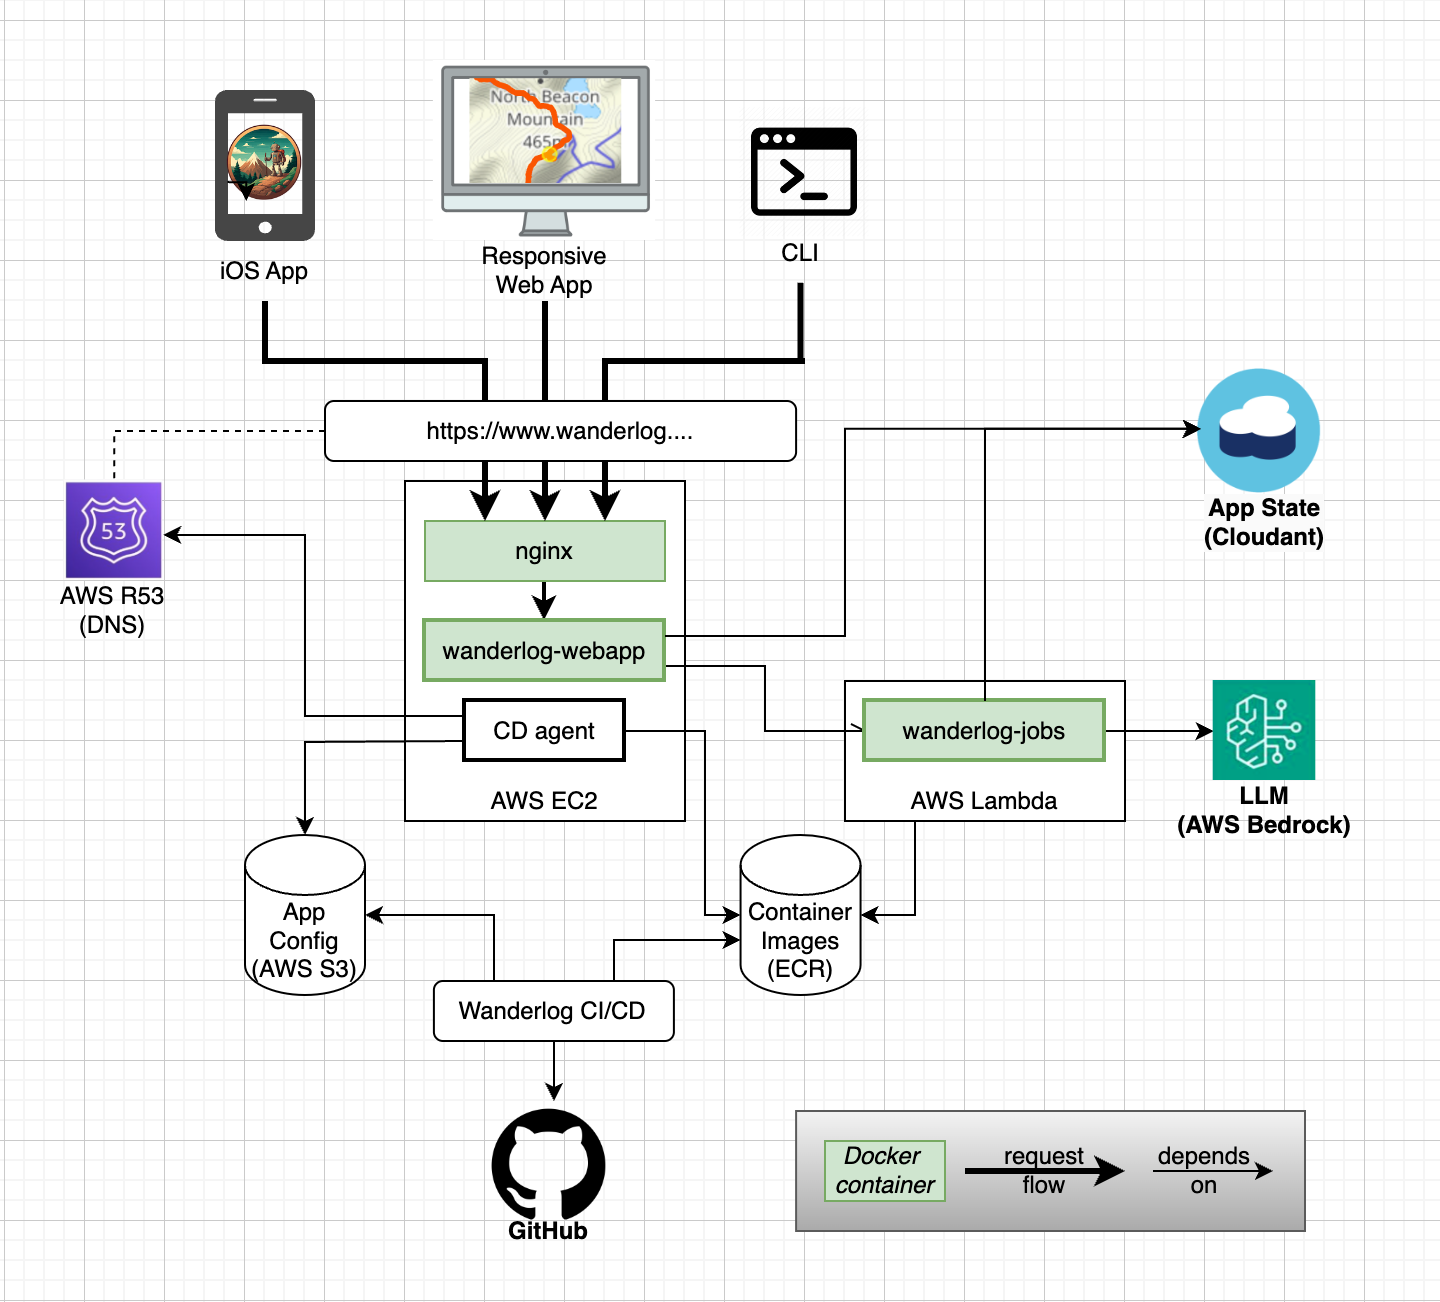 North Beacon
Mountain
465m
iOS App
Responsive
Web App
CLI
https://www.wanderlog....
53
AWS R53
(DNS)
nginx
wanderlog-webapp
CD agent
AWS EC2
App State
(Cloudant)
wanderlog-jobs
AWS Lambda
LLM
(AWS Bedrock)
App
Config
(AWS S3)
Container
Images
(ECR)
Wanderlog CI/CD
GitHub
Docker
container
request
flow
depends
on